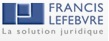 FRANCIS
LEFEBVRE
La solution juridique